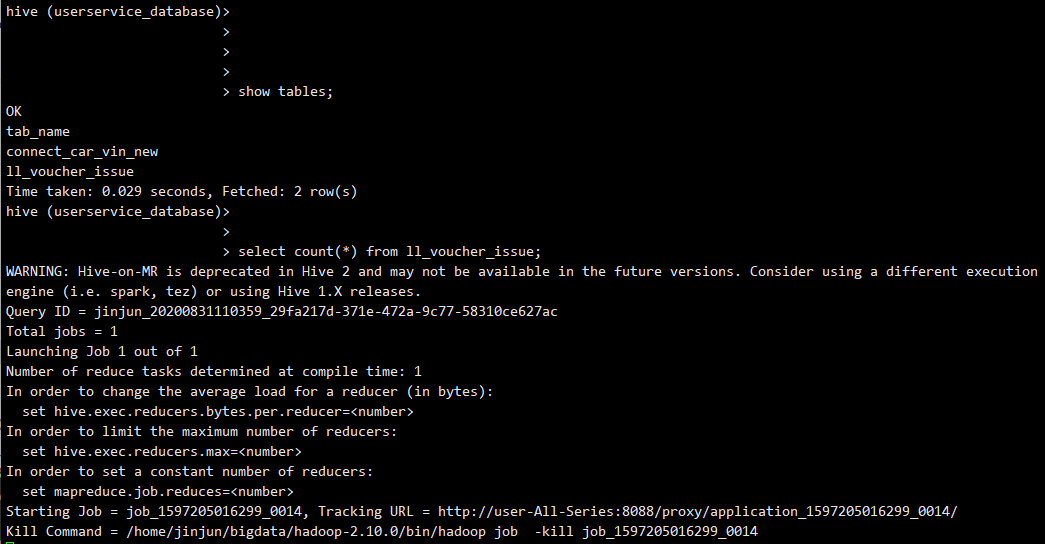 hive (userservice_database)>
>
>
>
> show tables;
OK
tab_name
connect_car_vin_new
ll_voucher_issue
Time taken: 0.029 seconds, Fetched: 2 row(s)
hive (userservice_database)>
>
> select count(*) from ll_voucher_issue;
WARNING: Hive-on-MR is deprecated in Hive 2 and may not be available in the future versions. Consider using a different execution
engine (i.e. spark, tez) or using Hive 1.X releases.
Query ID = jinjun_20200831110359_29fa217d-371e-472a-9c77-58310ce627ac
Total jobs = 1
Launching Job 1 out of 1
Number of reduce tasks determined at compile time: 1
In order to change the average load for a reducer (in bytes):
  set hive.exec.reducers.bytes.per.reducer=<number>
In order to limit the maximum number of reducers:
  set hive.exec.reducers.max=<number>
In order to set a constant number of reducers:
  set mapreduce.job.reduces=<number>
Starting Job = job_1597205016299_0014, Tracking URL = http://user-All-Series:8088/proxy/application_1597205016299_0014/
Kill Command = /home/jinjun/bigdata/hadoop-2.10.0/bin/hadoop job  -kill job_1597205016299_0014